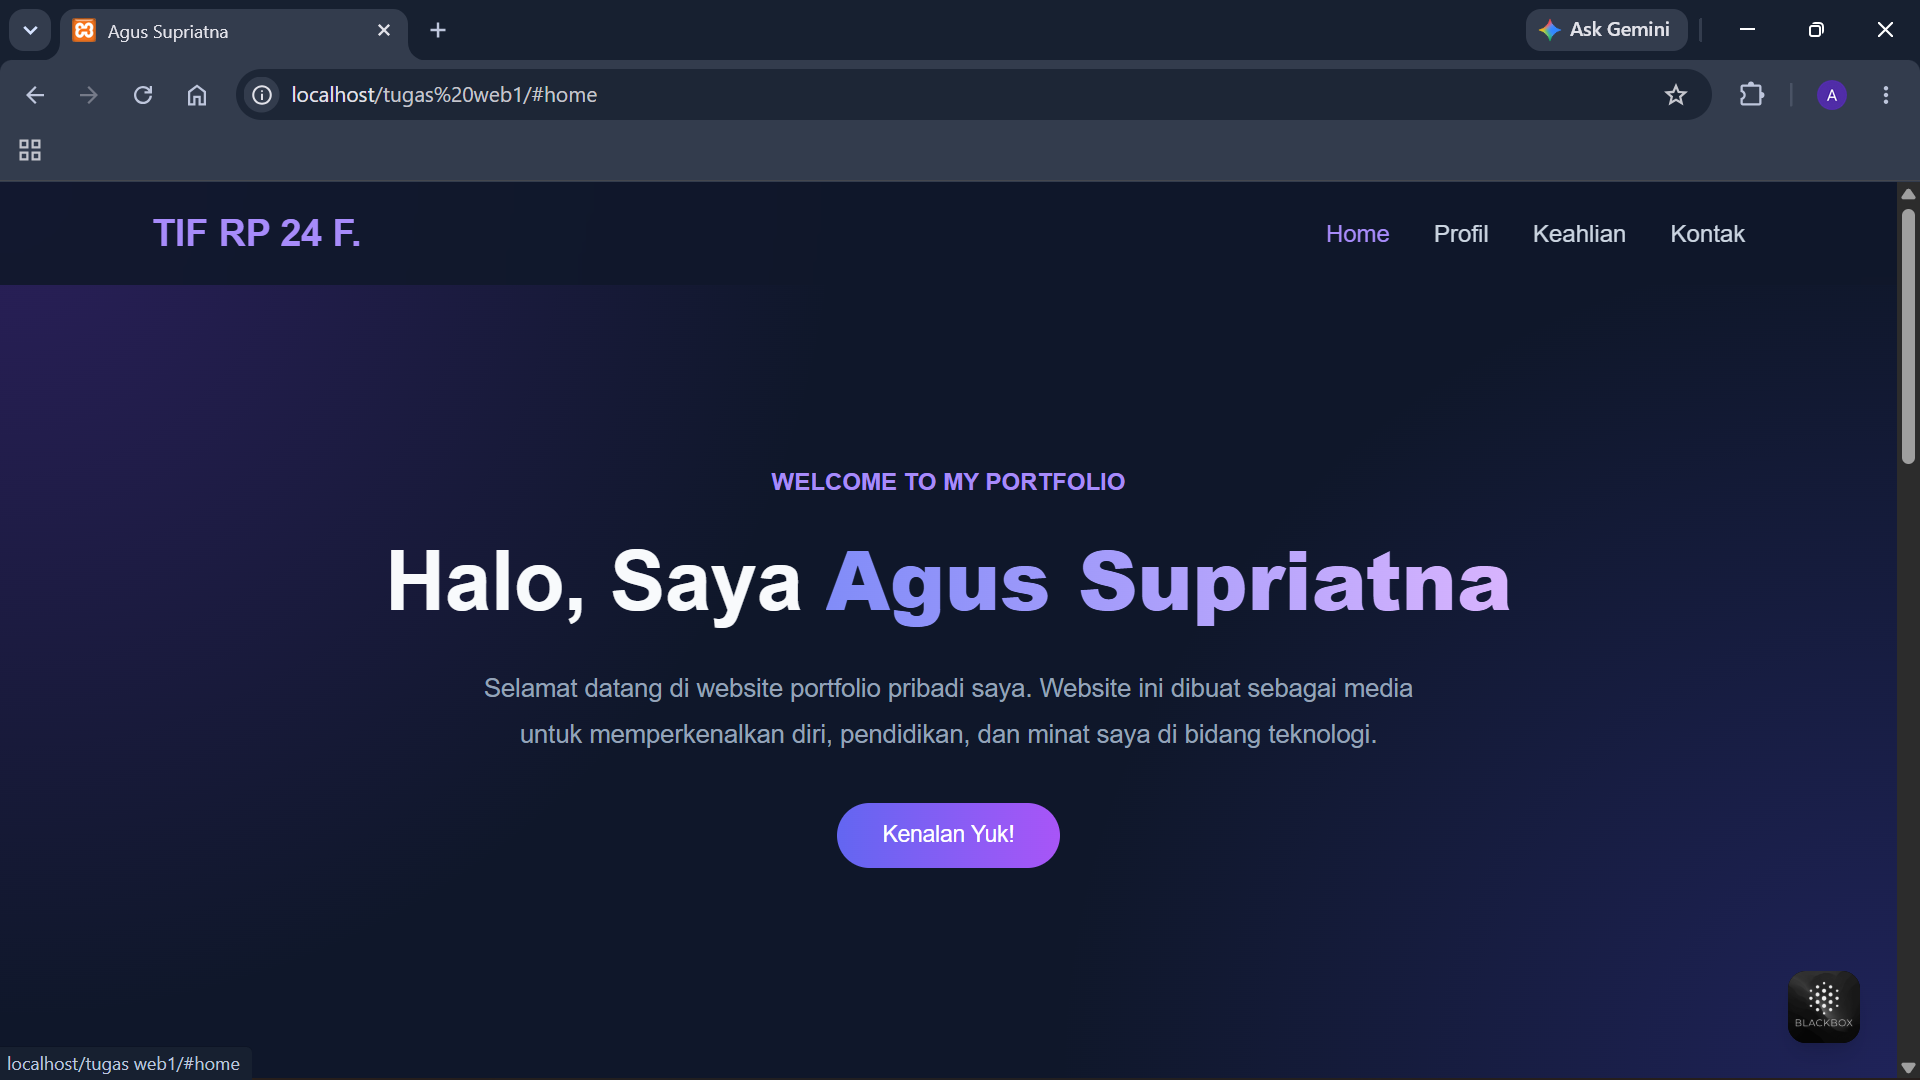 Agus Supriatna
Ask Gemini
localhost/tugas%20web1/#home
A
TIF RP 24 F.
Home
Profil
Keahlian
Kontak
WELCOME TO MY PORTFOLIO
Halo, Saya Agus Supriatna
Selamat datang di website portfolio pribadi saya. Website ini dibuat sebagai media
untuk memperkenalkan diri, pendidikan, dan minat saya di bidang teknologi.
Kenalan Yuk!
BLACKBOX
localhost/tugas web1/#home